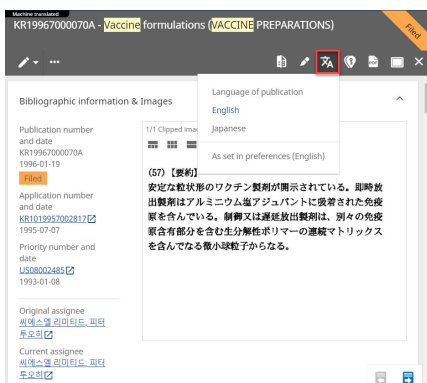 Machine translated
KR19967000070A - Vaccine formulations (VACCINE PREPARATIONS)
Filed
Bibliographic information & Images
Language of publication
English
Japanese
As set in preferences (English)
Publication number
and date
KR19967000070A
1996-01-19
Filed
Application number
and date
KR1019957002817
1995-07-07
Priority number and
date
US08002485
1993-01-08
Original assignee
씨에스엘 리미티드, 피터
투오히
Current assignee
씨에스엘 리미티드, 피터
투오히
1/1 Clipped imag
(57)【要約】
安定な粒状形のワクチン製剤が開示されている。即時放
出製剤はアルミニウム塩アジュバントに吸着された免疫
原を含んでいる。制御又は遅延放出製剤は、別々の免疫
原含有部分を含む生分解性ポリマーの連続マトリックス
を含んでなる微小球粒子からなる。